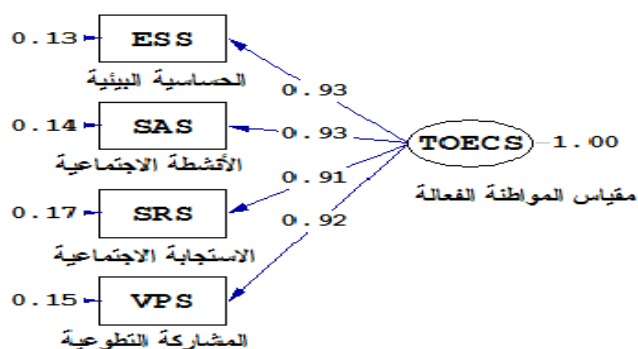 0.13 ESS
الحساسية البيئية
0.93
0.14 SAS
0.93
TOECS 1.00
الأنشطة الاجتماعية
0.91
مقياس المواطنة الفعالة
0.17 SRS
0.92
الاستجابة الاجتماعية
0.15 VPS
المشاركة التطوعية